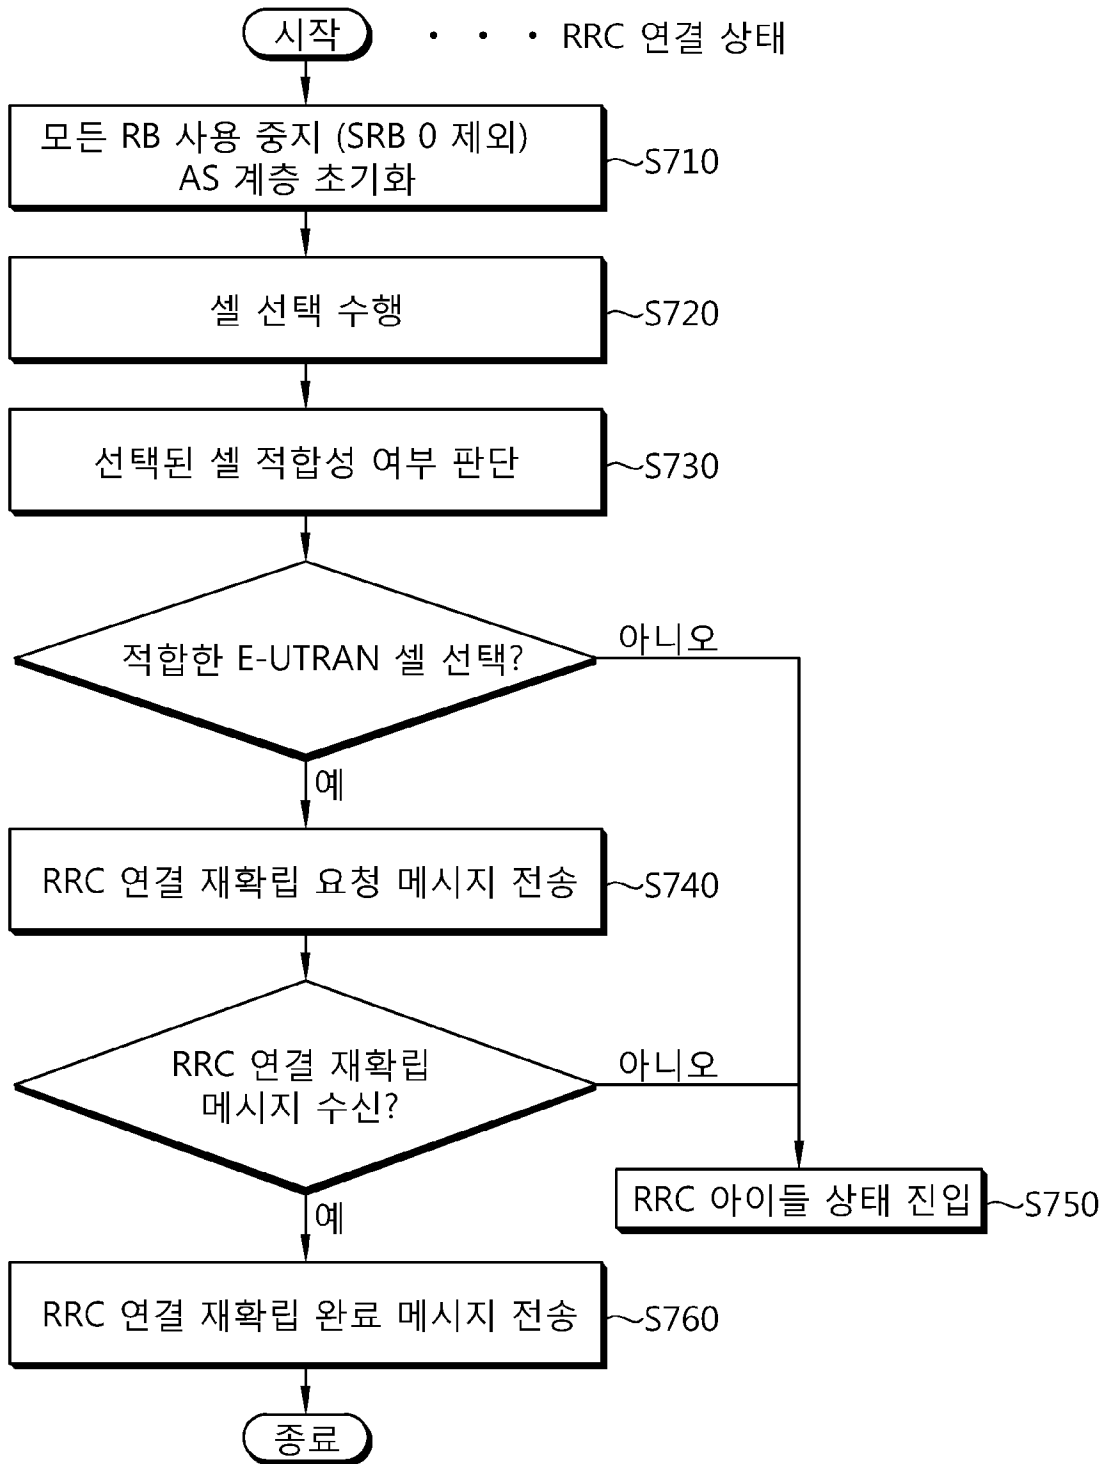 시작 · · · RRC 연결 상태
모든 RB 사용 중지 (SRB 0 제외)
AS 계층 초기화
S710
셀 선택 수행
S720
선택된 셀 적합성 여부 판단
S730
적합한 E-UTRAN 셀 선택?
아니오
예
RRC 연결 재확립 요청 메시지 전송
S740
RRC 연결 재확립
메시지 수신?
아니오
예
RRC 아이들 상태 진입
S750
RRC 연결 재확립 완료 메시지 전송
S760
종료